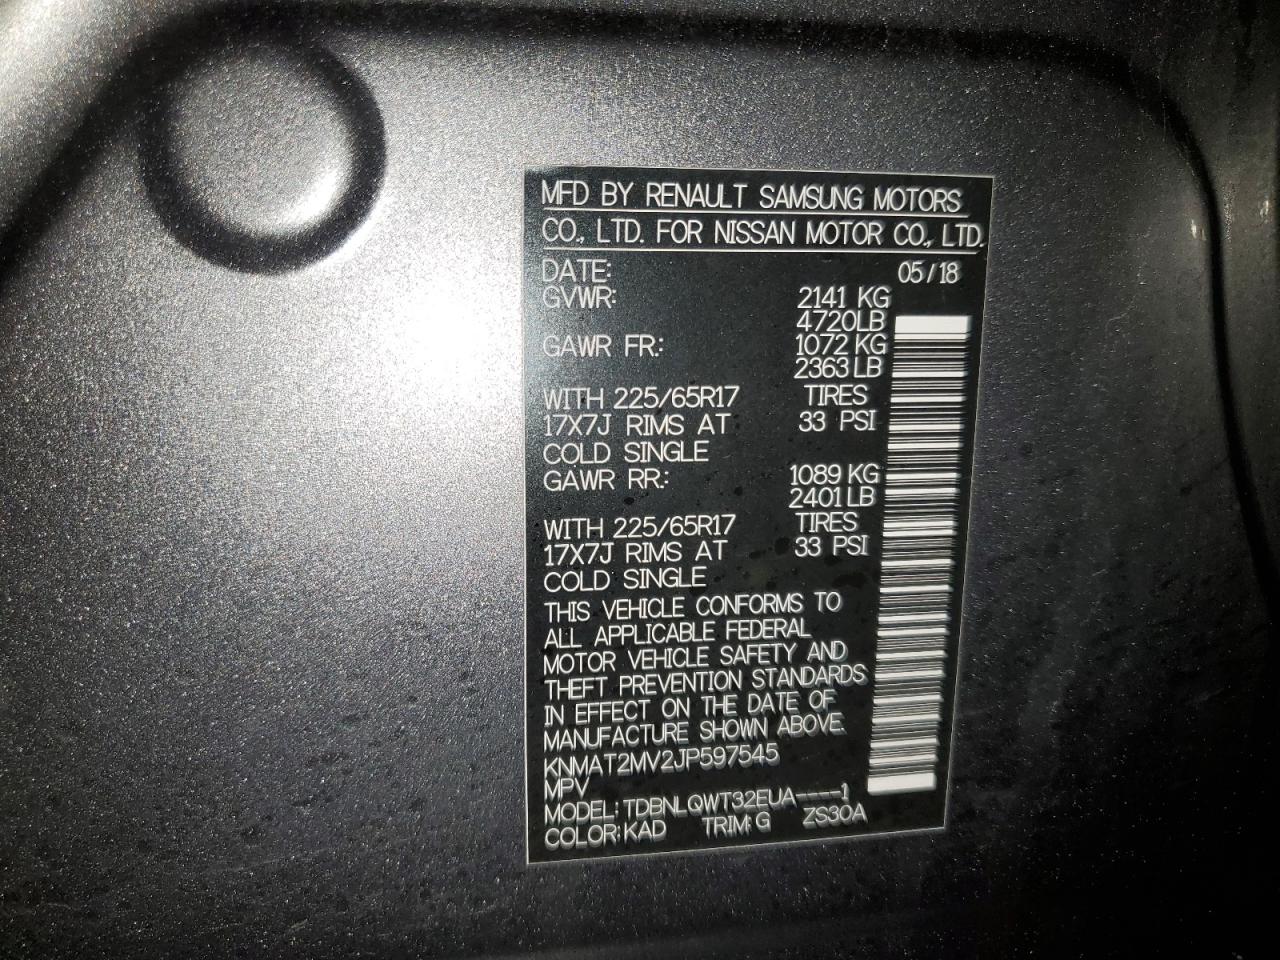 MFD BY RENAULT SAMSUNG MOTORS
CO., LTD. FOR NISSAN MOTOR CO., LTD.
DATE: 05/18
GVWR: 2141 KG
4720LB
GAWR FR.: 1072 KG
2363 LB
WITH 225/65R17 TIRES
17X7J RIMS AT 33 PSI
COLD SINGLE
GAWR RR.: 1089 KG
2401 LB
WITH 225/65R17 TIRES
17X7J RIMS AT 33 PSI
COLD SINGLE
THIS VEHICLE CONFORMS TO
ALL APPLICABLE FEDERAL
MOTOR VEHICLE SAFETY AND
THEFT PREVENTION STANDARDS
IN EFFECT ON THE DATE OF
MANUFACTURE SHOWN ABOVE.
KNMAT2MV2JP597545
MPV
MODEL: TDBNLQWT32EUA----1
COLOR: KAD TRIM: G ZS30A